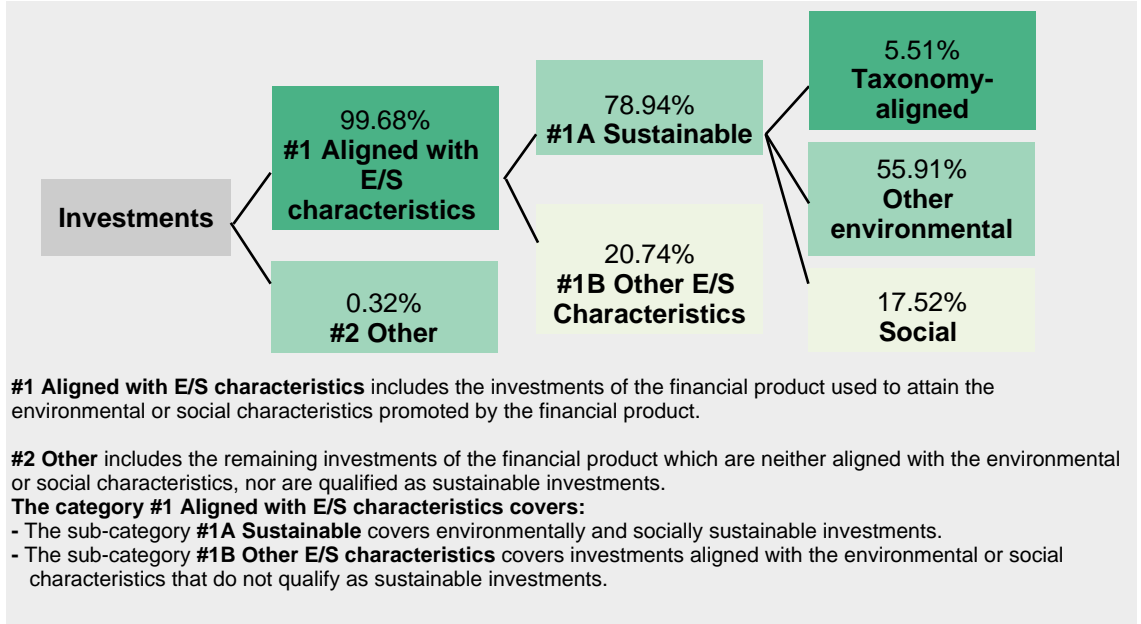 Investments
99.68%
#1 Aligned with
E/S
characteristics
0.32%
#2 Other
78.94%
#1A Sustainable
20.74%
#1B Other E/S
Characteristics
5.51%
Taxonomy-
aligned
55.91%
Other
environmental
17.52%
Social
#1 Aligned with E/S characteristics includes the investments of the financial product used to attain the
environmental or social characteristics promoted by the financial product.
#2 Other includes the remaining investments of the financial product which are neither aligned with the environmental
or social characteristics, nor are qualified as sustainable investments.
The category #1 Aligned with E/S characteristics covers:
- The sub-category #1A Sustainable covers environmentally and socially sustainable investments.
- The sub-category #1B Other E/S characteristics covers investments aligned with the environmental or social
characteristics that do not qualify as sustainable investments.